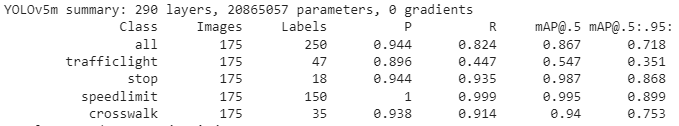 YOLOv5m summary: 290 layers, 20865057 parameters, 0 gradients
Class Images Labels P R mAP@.5 mAP@.5:.95:
all 175 250 0.944 0.824 0.867 0.718
trafficlight 175 47 0.896 0.447 0.547 0.351
stop 175 18 0.944 0.935 0.987 0.868
speedlimit 175 150 1 0.999 0.995 0.899
crosswalk 175 35 0.938 0.914 0.94 0.753